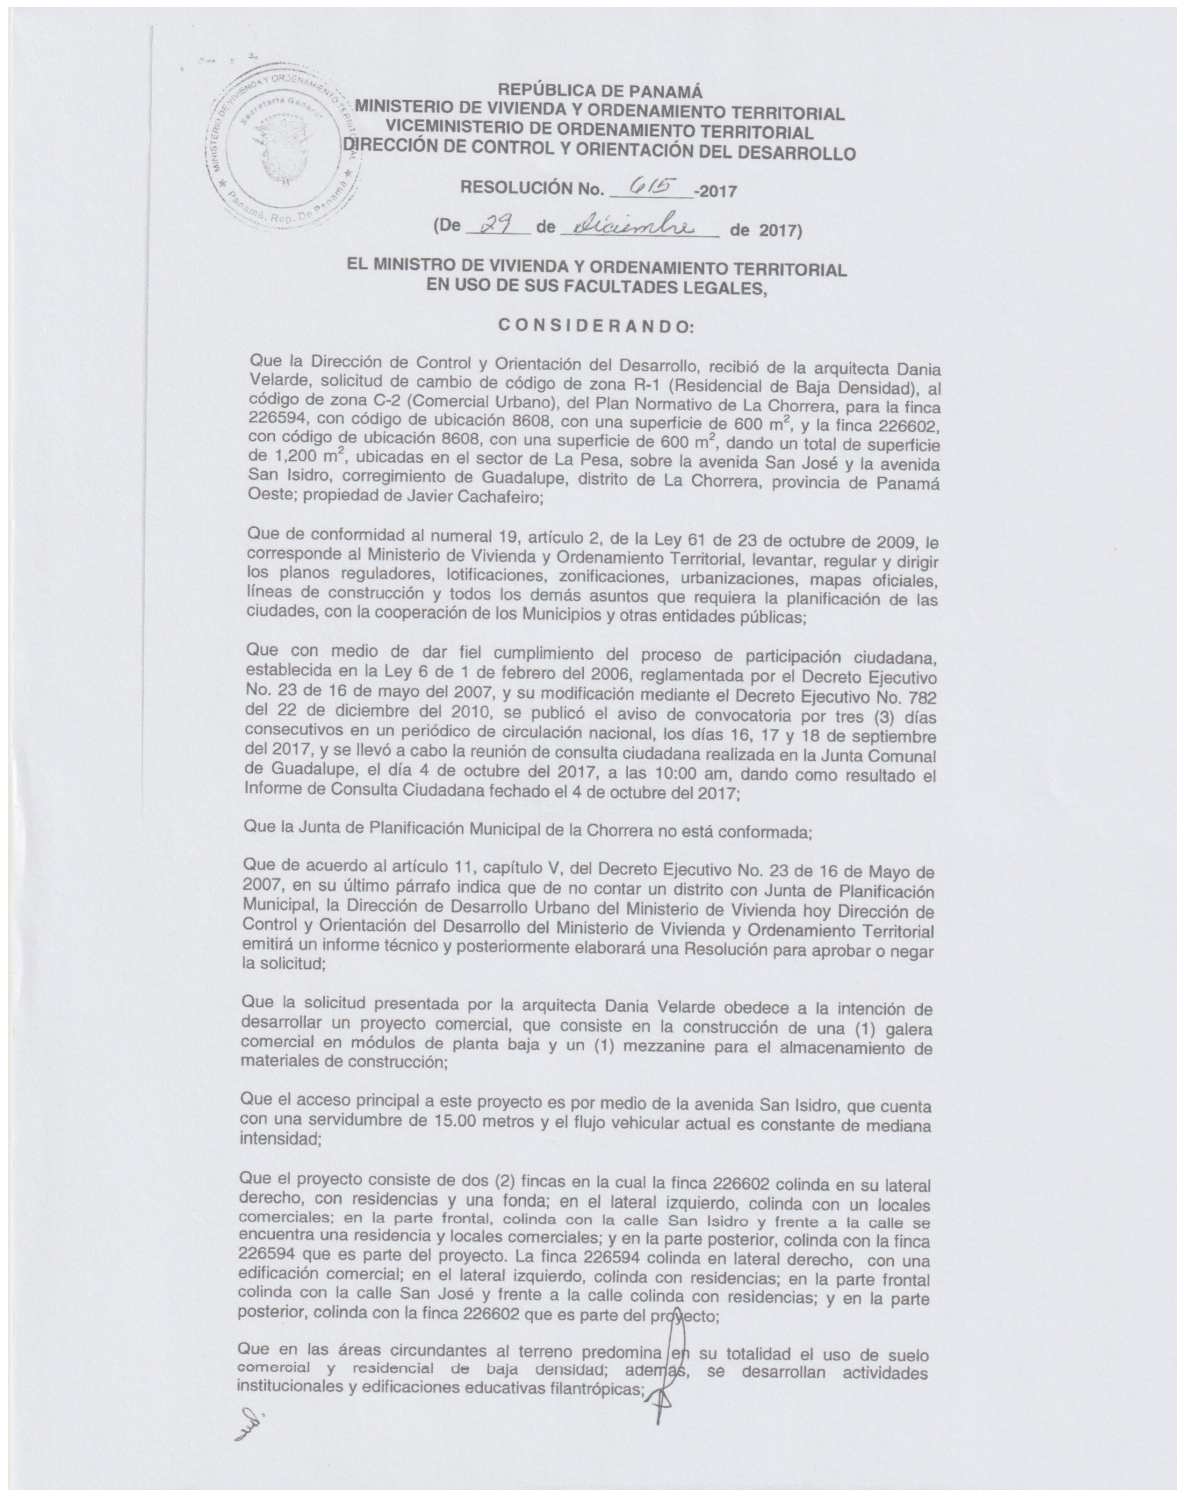 MINISTERIO DE VIVIENDA Y ORDENAMIENTO TERRITORIAL
Secretaría General
Panamá, Rep. De Panamá
REPÚBLICA DE PANAMÁ
MINISTERIO DE VIVIENDA Y ORDENAMIENTO TERRITORIAL
VICEMINISTERIO DE ORDENAMIENTO TERRITORIAL
DIRECCIÓN DE CONTROL Y ORIENTACIÓN DEL DESARROLLO
RESOLUCIÓN No. 615 -2017
(De 29 de Diciembre de 2017)
EL MINISTRO DE VIVIENDA Y ORDENAMIENTO TERRITORIAL
EN USO DE SUS FACULTADES LEGALES,
C O N S I D E R A N D O:
Que la Dirección de Control y Orientación del Desarrollo, recibió de la arquitecta Dania
Velarde, solicitud de cambio de código de zona R-1 (Residencial de Baja Densidad), al
código de zona C-2 (Comercial Urbano), del Plan Normativo de La Chorrera, para la finca
226594, con código de ubicación 8608, con una superficie de 600 m², y la finca 226602,
con código de ubicación 8608, con una superficie de 600 m², dando un total de superficie
de 1,200 m², ubicadas en el sector de La Pesa, sobre la avenida San José y la avenida
San Isidro, corregimiento de Guadalupe, distrito de La Chorrera, provincia de Panamá
Oeste; propiedad de Javier Cachafeiro;
Que de conformidad al numeral 19, artículo 2, de la Ley 61 de 23 de octubre de 2009, le
corresponde al Ministerio de Vivienda y Ordenamiento Territorial, levantar, regular y dirigir
los planos reguladores, lotificaciones, zonificaciones, urbanizaciones, mapas oficiales,
líneas de construcción y todos los demás asuntos que requiera la planificación de las
ciudades, con la cooperación de los Municipios y otras entidades públicas;
Que con medio de dar fiel cumplimiento del proceso de participación ciudadana,
establecida en la Ley 6 de 1 de febrero del 2006, reglamentada por el Decreto Ejecutivo
No. 23 de 16 de mayo del 2007, y su modificación mediante el Decreto Ejecutivo No. 782
del 22 de diciembre del 2010, se publicó el aviso de convocatoria por tres (3) días
consecutivos en un periódico de circulación nacional, los días 16, 17 y 18 de septiembre
del 2017, y se llevó a cabo la reunión de consulta ciudadana realizada en la Junta Comunal
de Guadalupe, el día 4 de octubre del 2017, a las 10:00 am, dando como resultado el
Informe de Consulta Ciudadana fechado el 4 de octubre del 2017;
Que la Junta de Planificación Municipal de la Chorrera no está conformada;
Que de acuerdo al artículo 11, capítulo V, del Decreto Ejecutivo No. 23 de 16 de Mayo de
2007, en su último párrafo indica que de no contar un distrito con Junta de Planificación
Municipal, la Dirección de Desarrollo Urbano del Ministerio de Vivienda hoy Dirección de
Control y Orientación del Desarrollo del Ministerio de Vivienda y Ordenamiento Territorial
emitirá un informe técnico y posteriormente elaborará una Resolución para aprobar o negar
la solicitud;
Que la solicitud presentada por la arquitecta Dania Velarde obedece a la intención de
desarrollar un proyecto comercial, que consiste en la construcción de una (1) galera
comercial en módulos de planta baja y un (1) mezzanine para el almacenamiento de
materiales de construcción;
Que el acceso principal a este proyecto es por medio de la avenida San Isidro, que cuenta
con una servidumbre de 15.00 metros y el flujo vehicular actual es constante de mediana
intensidad;
Que el proyecto consiste de dos (2) fincas en la cual la finca 226602 colinda en su lateral
derecho, con residencias y una fonda; en el lateral izquierdo, colinda con un locales
comerciales; en la parte frontal, colinda con la calle San Isidro y frente a la calle se
encuentra una residencia y locales comerciales; y en la parte posterior, colinda con la finca
226594 que es parte del proyecto. La finca 226594 colinda en lateral derecho, con una
edificación comercial; en el lateral izquierdo, colinda con residencias; en la parte frontal
colinda con la calle San José y frente a la calle colinda con residencias; y en la parte
posterior, colinda con la finca 226602 que es parte del proyecto;
Que en las áreas circundantes al terreno predomina en su totalidad el uso de suelo
comercial y residencial de baja densidad; además, se desarrollan actividades
institucionales y edificaciones educativas filantrópicas;